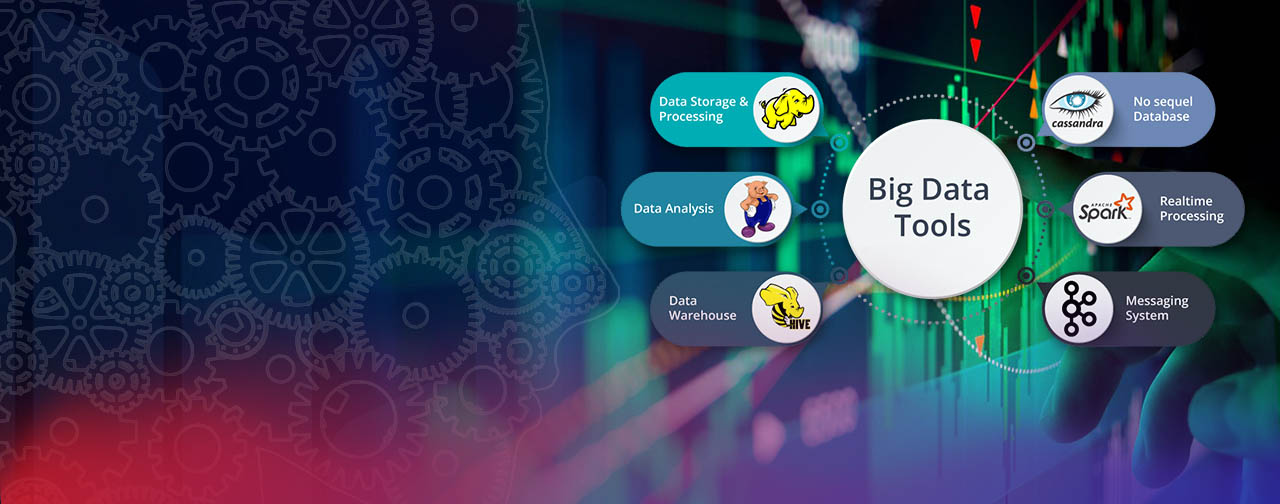 Data Storage &
Processing
Data Analysis
Data
Warehouse
HIVE
Big Data
Tools
cassandra
No sequel
Database
APACHE
Spark
Realtime
Processing
Messaging
System